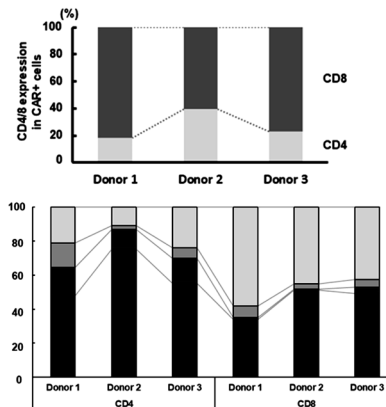 (%)
100
80
60
40
20
0
CD4/8 expression
in CAR+ cells
CD8
CD4
Donor 1 Donor 2 Donor 3
100
80
60
40
20
0
Donor 1 Donor 2 Donor 3 Donor 1 Donor 2 Donor 3
CD4 CD8